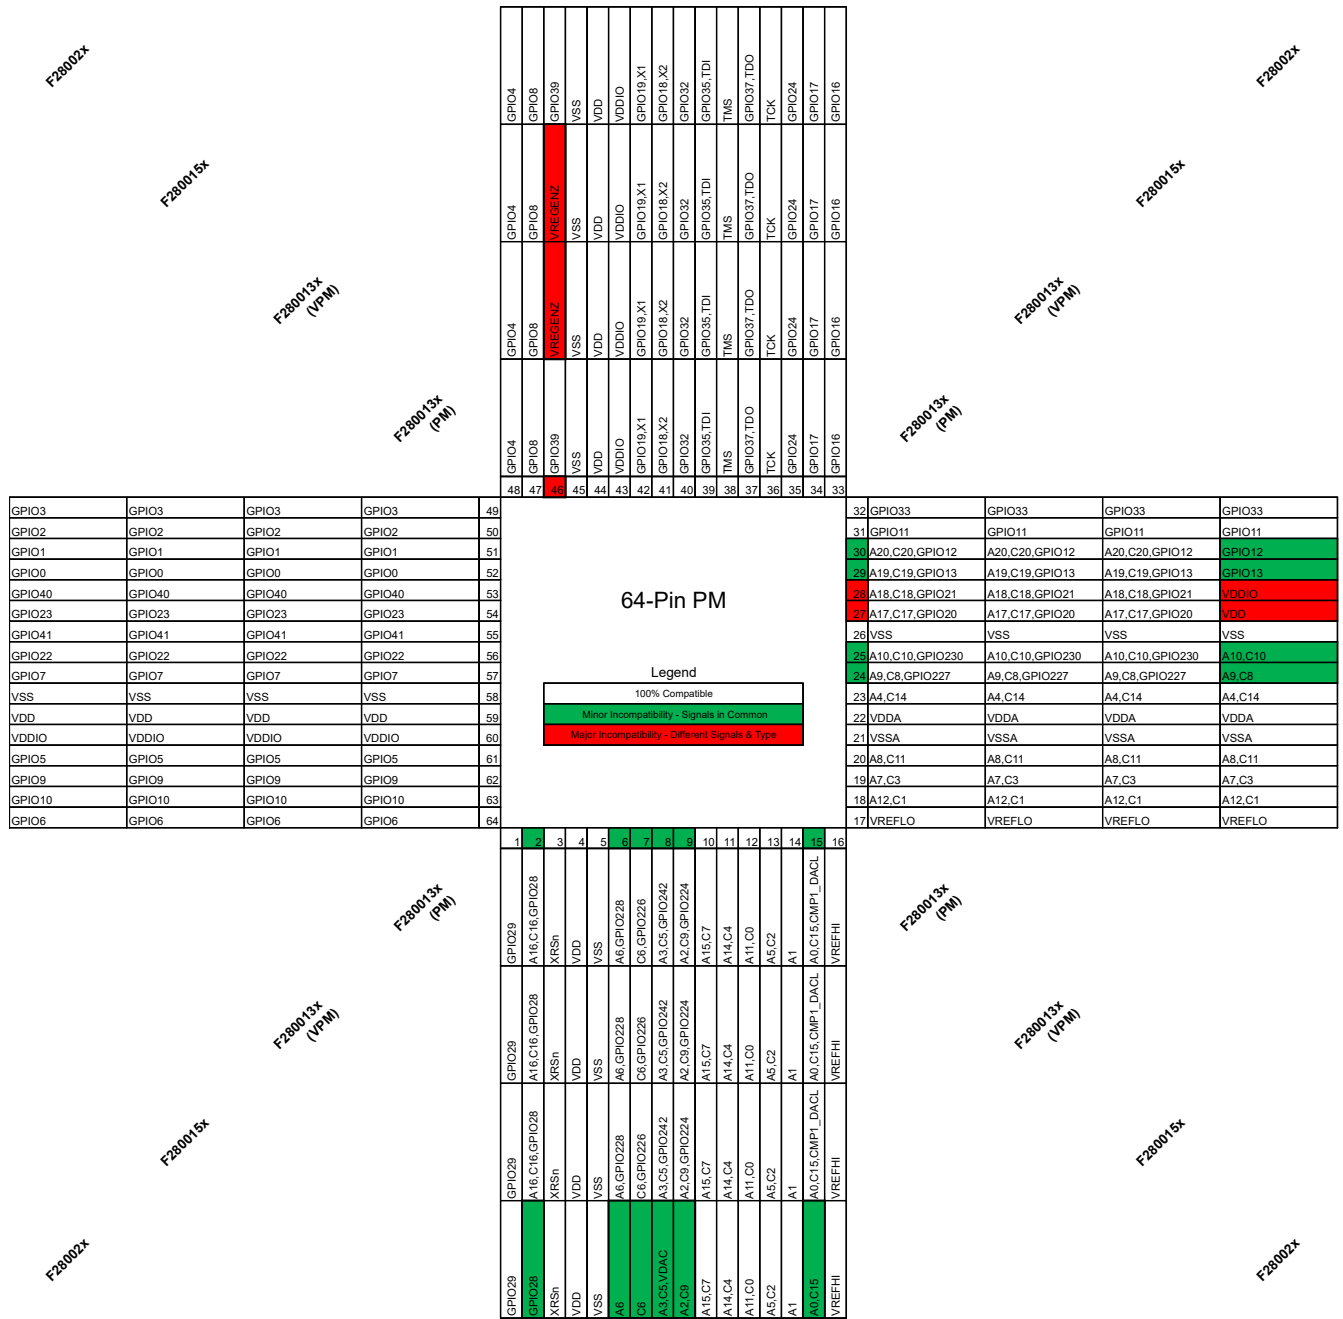 F28002x
F280015x
F280013x
(VPM)
F280013x
(PM)
F28002x
F280015x
F280013x
(VPM)
F280013x
(PM)
GPIO4 GPIO8 GPIO39 VSS VDD VDDIO GPIO19,X1 GPIO18,X2 GPIO32 GPIO35,TDI TMS GPIO37,TDO TCK GPIO24 GPIO17 GPIO16
GPIO4 GPIO8 VREGENZ VSS VDD VDDIO GPIO19,X1 GPIO18,X2 GPIO32 GPIO35,TDI TMS GPIO37,TDO TCK GPIO24 GPIO17 GPIO16
GPIO4 GPIO8 VREGENZ VSS VDD VDDIO GPIO19,X1 GPIO18,X2 GPIO32 GPIO35,TDI TMS GPIO37,TDO TCK GPIO24 GPIO17 GPIO16
GPIO4 GPIO8 GPIO39 VSS VDD VDDIO GPIO19,X1 GPIO18,X2 GPIO32 GPIO35,TDI TMS GPIO37,TDO TCK GPIO24 GPIO17 GPIO16
48 47 46 45 44 43 42 41 40 39 38 37 36 35 34 33
GPIO3 GPIO3 GPIO3 GPIO3 49
GPIO2 GPIO2 GPIO2 GPIO2 50
GPIO1 GPIO1 GPIO1 GPIO1 51
GPIO0 GPIO0 GPIO0 GPIO0 52
GPIO40 GPIO40 GPIO40 GPIO40 53
GPIO23 GPIO23 GPIO23 GPIO23 54
GPIO41 GPIO41 GPIO41 GPIO41 55
GPIO22 GPIO22 GPIO22 GPIO22 56
GPIO7 GPIO7 GPIO7 GPIO7 57
VSS VSS VSS VSS 58
VDD VDD VDD VDD 59
VDDIO VDDIO VDDIO VDDIO 60
GPIO5 GPIO5 GPIO5 GPIO5 61
GPIO9 GPIO9 GPIO9 GPIO9 62
GPIO10 GPIO10 GPIO10 GPIO10 63
GPIO6 GPIO6 GPIO6 GPIO6 64
64-Pin PM
Legend
100% Compatible
Minor Incompatibility - Signals in Common
Major Incompatibility - Different Signals & Type
32 GPIO33 GPIO33 GPIO33 GPIO33
31 GPIO11 GPIO11 GPIO11 GPIO11
30 A20,C20,GPIO12 A20,C20,GPIO12 A20,C20,GPIO12 GPIO12
29 A19,C19,GPIO13 A19,C19,GPIO13 A19,C19,GPIO13 GPIO13
28 A18,C18,GPIO21 A18,C18,GPIO21 A18,C18,GPIO21 VDDIO
27 A17,C17,GPIO20 A17,C17,GPIO20 A17,C17,GPIO20 VDD
26 VSS VSS VSS VSS
25 A10,C10,GPIO230 A10,C10,GPIO230 A10,C10,GPIO230 A10,C10
24 A9,C8,GPIO227 A9,C8,GPIO227 A9,C8,GPIO227 A9,C8
23 A4,C14 A4,C14 A4,C14 A4,C14
22 VDDA VDDA VDDA VDDA
21 VSSA VSSA VSSA VSSA
20 A8,C11 A8,C11 A8,C11 A8,C11
19 A7,C3 A7,C3 A7,C3 A7,C3
18 A12,C1 A12,C1 A12,C1 A12,C1
17 VREFLO VREFLO VREFLO VREFLO
1 2 3 4 5 6 7 8 9 10 11 12 13 14 15 16
GPIO29 A16,C16,GPIO28 XRSn VDD VSS A6,GPIO228 C6,GPIO226 A3,C5,GPIO242 A2,C9,GPIO224 A15,C7 A14,C4 A11,C0 A5,C2 A1 A0,C15,CMP1_DACL VREFHI
GPIO29 A16,C16,GPIO28 XRSn VDD VSS A6,GPIO228 C6,GPIO226 A3,C5,GPIO242 A2,C9,GPIO224 A15,C7 A14,C4 A11,C0 A5,C2 A1 A0,C15,CMP1_DACL VREFHI
GPIO29 A16,C16,GPIO28 XRSn VDD VSS A6,GPIO228 C6,GPIO226 A3,C5,GPIO242 A2,C9,GPIO224 A15,C7 A14,C4 A11,C0 A5,C2 A1 A0,C15,CMP1_DACL VREFHI
GPIO29 GPIO28 XRSn VDD VSS A6 C6 A3,C5,VDAC A2,C9 A15,C7 A14,C4 A11,C0 A5,C2 A1 A0,C15 VREFHI
F280013x
(PM)
F280013x
(VPM)
F280015x
F28002x
F280013x
(PM)
F280013x
(VPM)
F280015x
F28002x